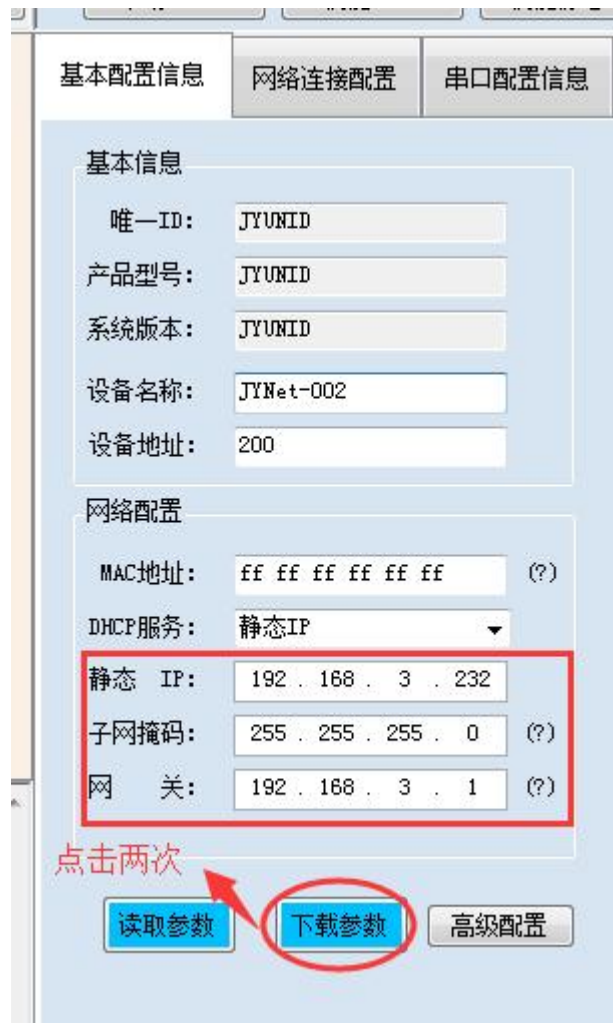 基本配置信息 网络连接配置 串口配置信息
基本信息
唯一ID: JYUNID
产品型号: JYUNID
系统版本: JYUNID
设备名称: JYNet-002
设备地址: 200
网络配置
MAC地址: ff ff ff ff ff ff (?)
DHCP服务: 静态IP
静态 IP: 192 . 168 . 3 . 232
子网掩码: 255 . 255 . 255 . 0 (?)
网 关: 192 . 168 . 3 . 1 (?)
点击两次
读取参数 下载参数 高级配置